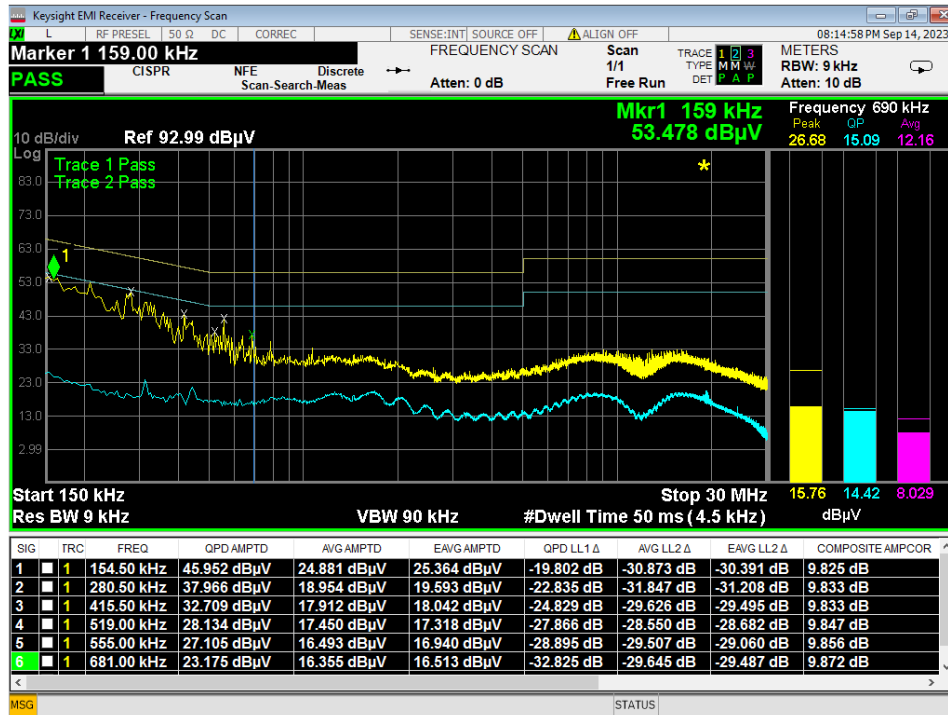 Keysight EMI Receiver - Frequency Scan
LXI L RF PRESEL 50 Ω DC CORREC SENSE:INT SOURCE OFF ALIGN OFF 08:14:58 PM Sep 14, 2023
Marker 1 159.00 kHz
PASS
CISPR NFE Discrete
Scan-Search-Meas
FREQUENCY SCAN
Atten: 0 dB
Scan
1/1
Free Run
TRACE 1 2 3
TYPE M M W
DET P A P
METERS
RBW: 9 kHz
Atten: 10 dB
10 dB/div Ref 92.99 dBµV
Log
Mkr1 159 kHz
53.478 dBµV
Trace 1 Pass
Trace 2 Pass
1
*
83.0
73.0
63.0
53.0
43.0
33.0
23.0
13.0
2.99
Start 150 kHz Stop 30 MHz
Res BW 9 kHz VBW 90 kHz #Dwell Time 50 ms (4.5 kHz)
Frequency 690 kHz
Peak QP Avg
26.68 15.09 12.16
15.76 14.42 8.029
dBµV
SIG TRC FREQ QPD AMPTD AVG AMPTD EAVG AMPTD QPD LL1 Δ AVG LL2 Δ EAVG LL2 Δ COMPOSITE AMPCOR
1 1 154.50 kHz 45.952 dBµV 24.881 dBµV 25.364 dBµV -19.802 dB -30.873 dB -30.391 dB 9.825 dB
2 1 280.50 kHz 37.966 dBµV 18.954 dBµV 19.593 dBµV -22.835 dB -31.847 dB -31.208 dB 9.833 dB
3 1 415.50 kHz 32.709 dBµV 17.912 dBµV 18.042 dBµV -24.829 dB -29.626 dB -29.495 dB 9.833 dB
4 1 519.00 kHz 28.134 dBµV 17.450 dBµV 17.318 dBµV -27.866 dB -28.550 dB -28.682 dB 9.847 dB
5 1 555.00 kHz 27.105 dBµV 16.493 dBµV 16.940 dBµV -28.895 dB -29.507 dB -29.060 dB 9.856 dB
6 1 681.00 kHz 23.175 dBµV 16.355 dBµV 16.513 dBµV -32.825 dB -29.645 dB -29.487 dB 9.872 dB
MSG STATUS